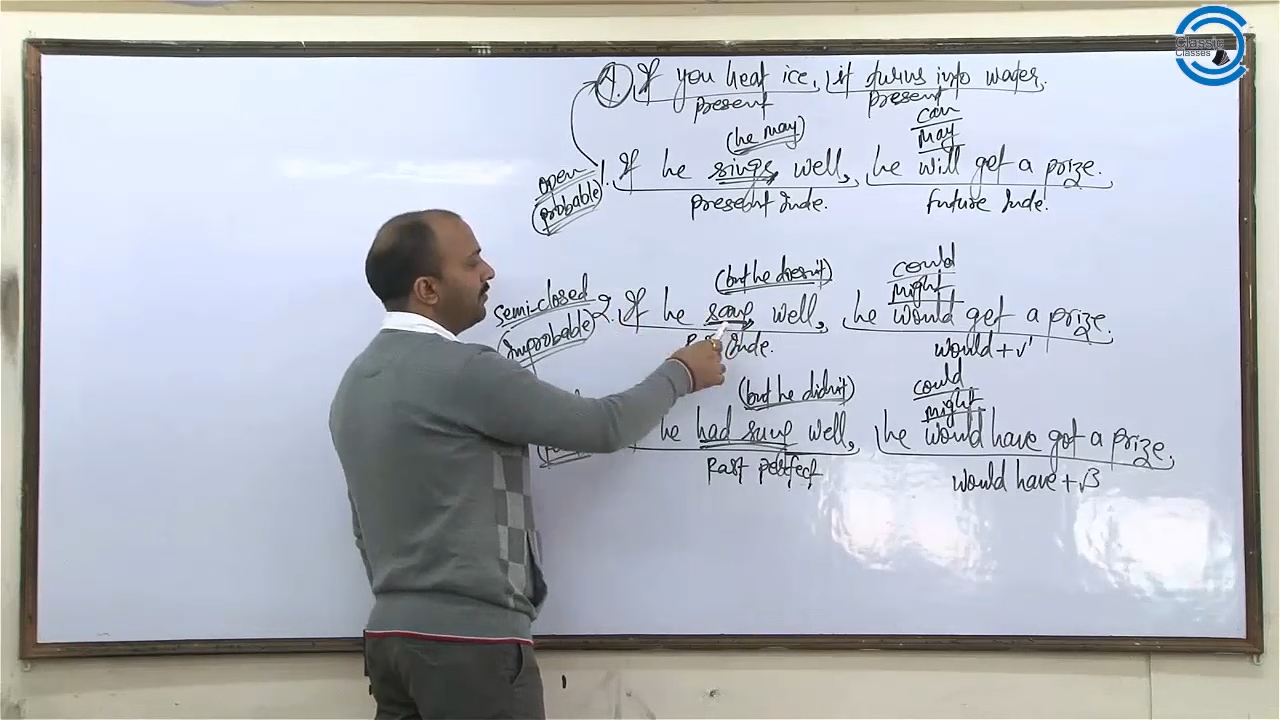 Classic
Classes
1. If you heat ice, it turns into water.
present present
(he may) can
may
open
(probable) 1. If he sings well, he will get a prize.
present Inde. future Inde.
(but he doesn't) could
might
semi-closed
Improbable 2. If he sang well, he would get a prize.
Inde. would + v1
(but he didn't) could
might
he had sung well, he would have got a prize.
Past perfect would have + v3